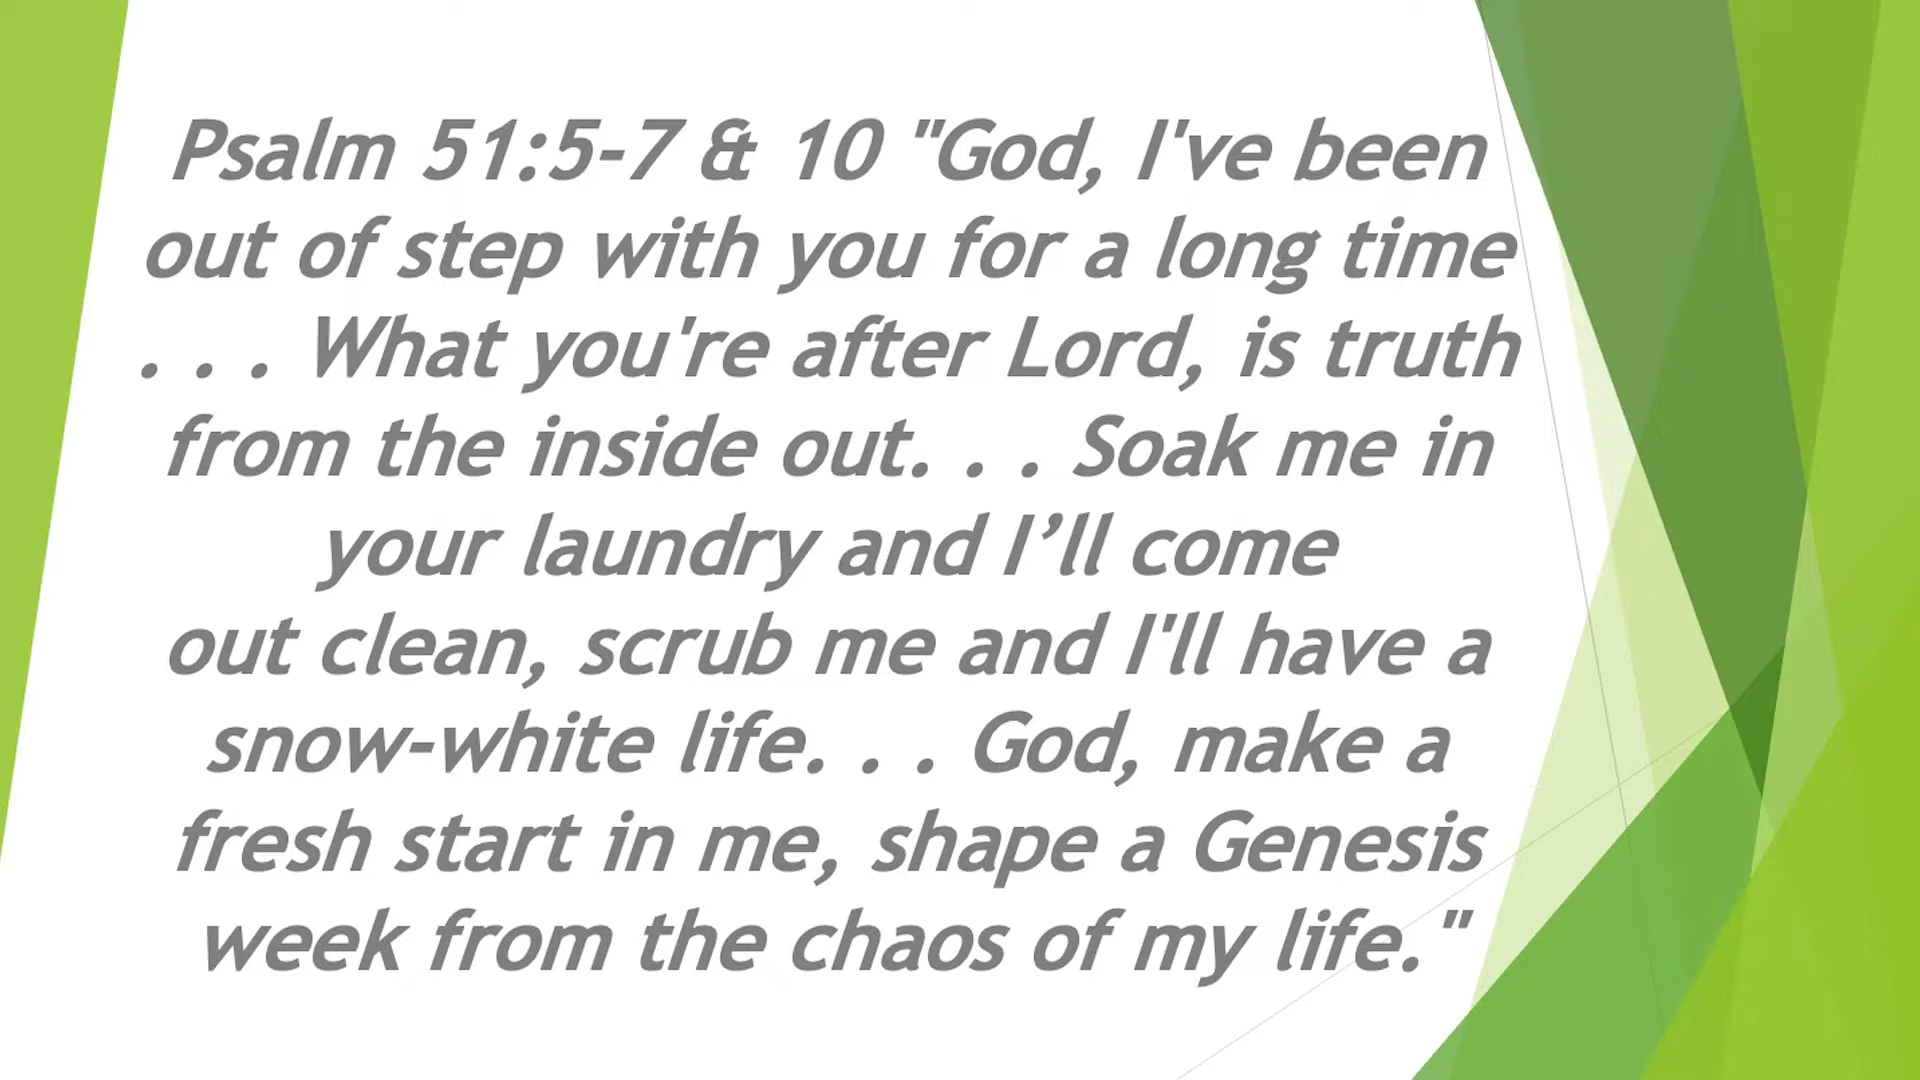 Psalm 51:5-7 & 10 "God, I've been
out of step with you for a long time
. . . What you're after Lord, is truth
from the inside out. . . Soak me in
your laundry and I’ll come
out clean, scrub me and I'll have a
snow-white life. . . God, make a
fresh start in me, shape a Genesis
week from the chaos of my life."